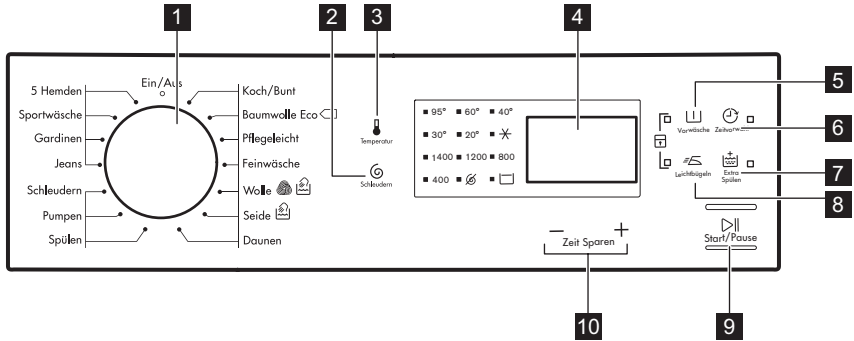 1
2
3
4
5
6
7
8
9
10
Ein/Aus
5 Hemden
Sportwäsche
Gardinen
Jeans
Schleudern
Pumpen
Spülen
Koch/Bunt
Baumwolle Eco
Pflegeleicht
Feinwäsche
Wolle
Seide
Daunen
Temperatur
Schleudern
95° 60° 40°
30° 20°
1400 1200 800
400
Vorwäsche
Leichtbügeln
Extra
Spülen
− +
Zeit Sparen
Start/Pause